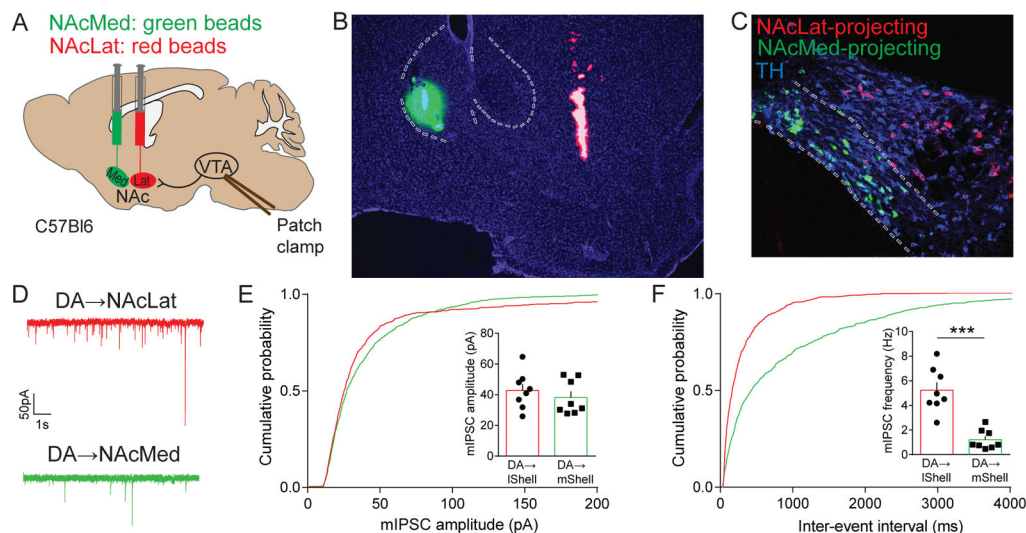 A
NAcMed: green beads
NAcLat: red beads
Med
Lat
NAc
VTA
C57Bl6
Patch
clamp
B
C
NAcLat-projecting
NAcMed-projecting
TH
D
DA→NAcLat
50pA
1s
DA→NAcMed
E
Cumulative probability
1.0
0.5
0.0
0
50
100
150
200
mIPSC amplitude (pA)
mIPSC amplitude (pA)
80
60
40
20
0
DA→
lShell
DA→
mShell
F
Cumulative probability
1.0
0.5
0.0
0
1000
2000
3000
4000
Inter-event interval (ms)
mIPSC frequency (Hz)
10
8
6
4
2
0
***
DA→
lShell
DA→
mShell